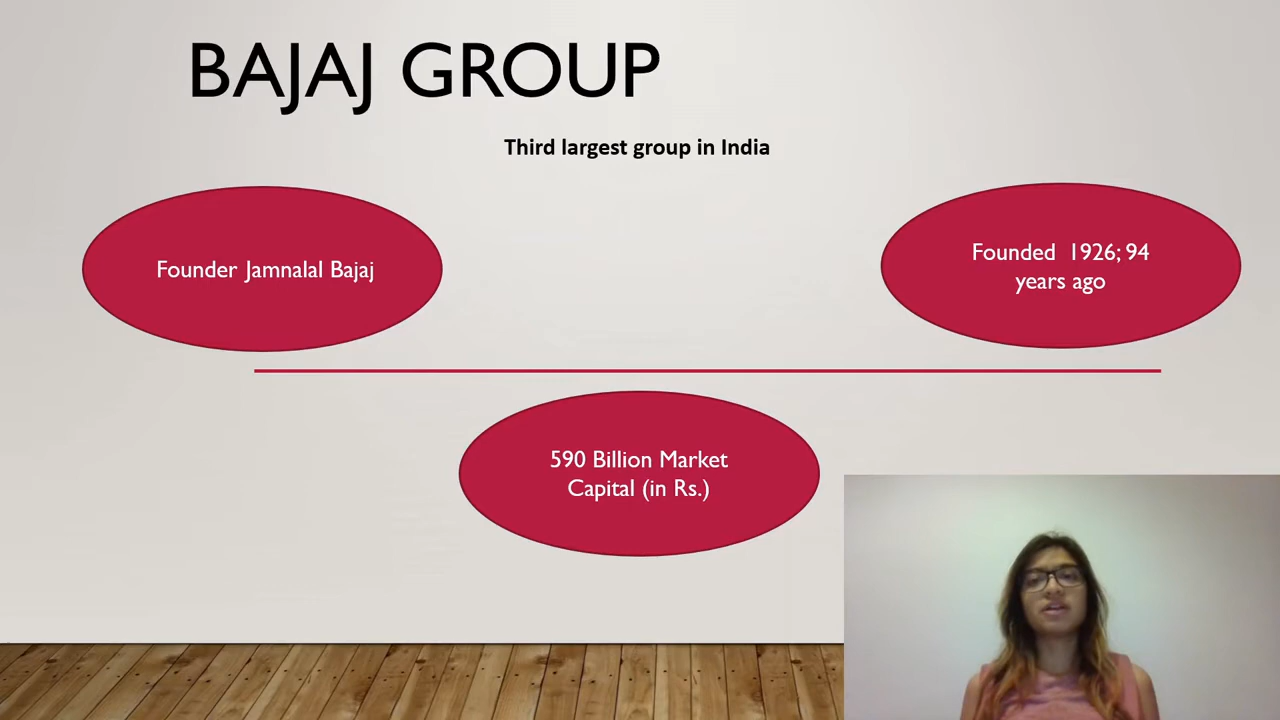 BAJAJ GROUP
Third largest group in India
Founder Jamnalal Bajaj
Founded 1926; 94
years ago
590 Billion Market
Capital (in Rs.)